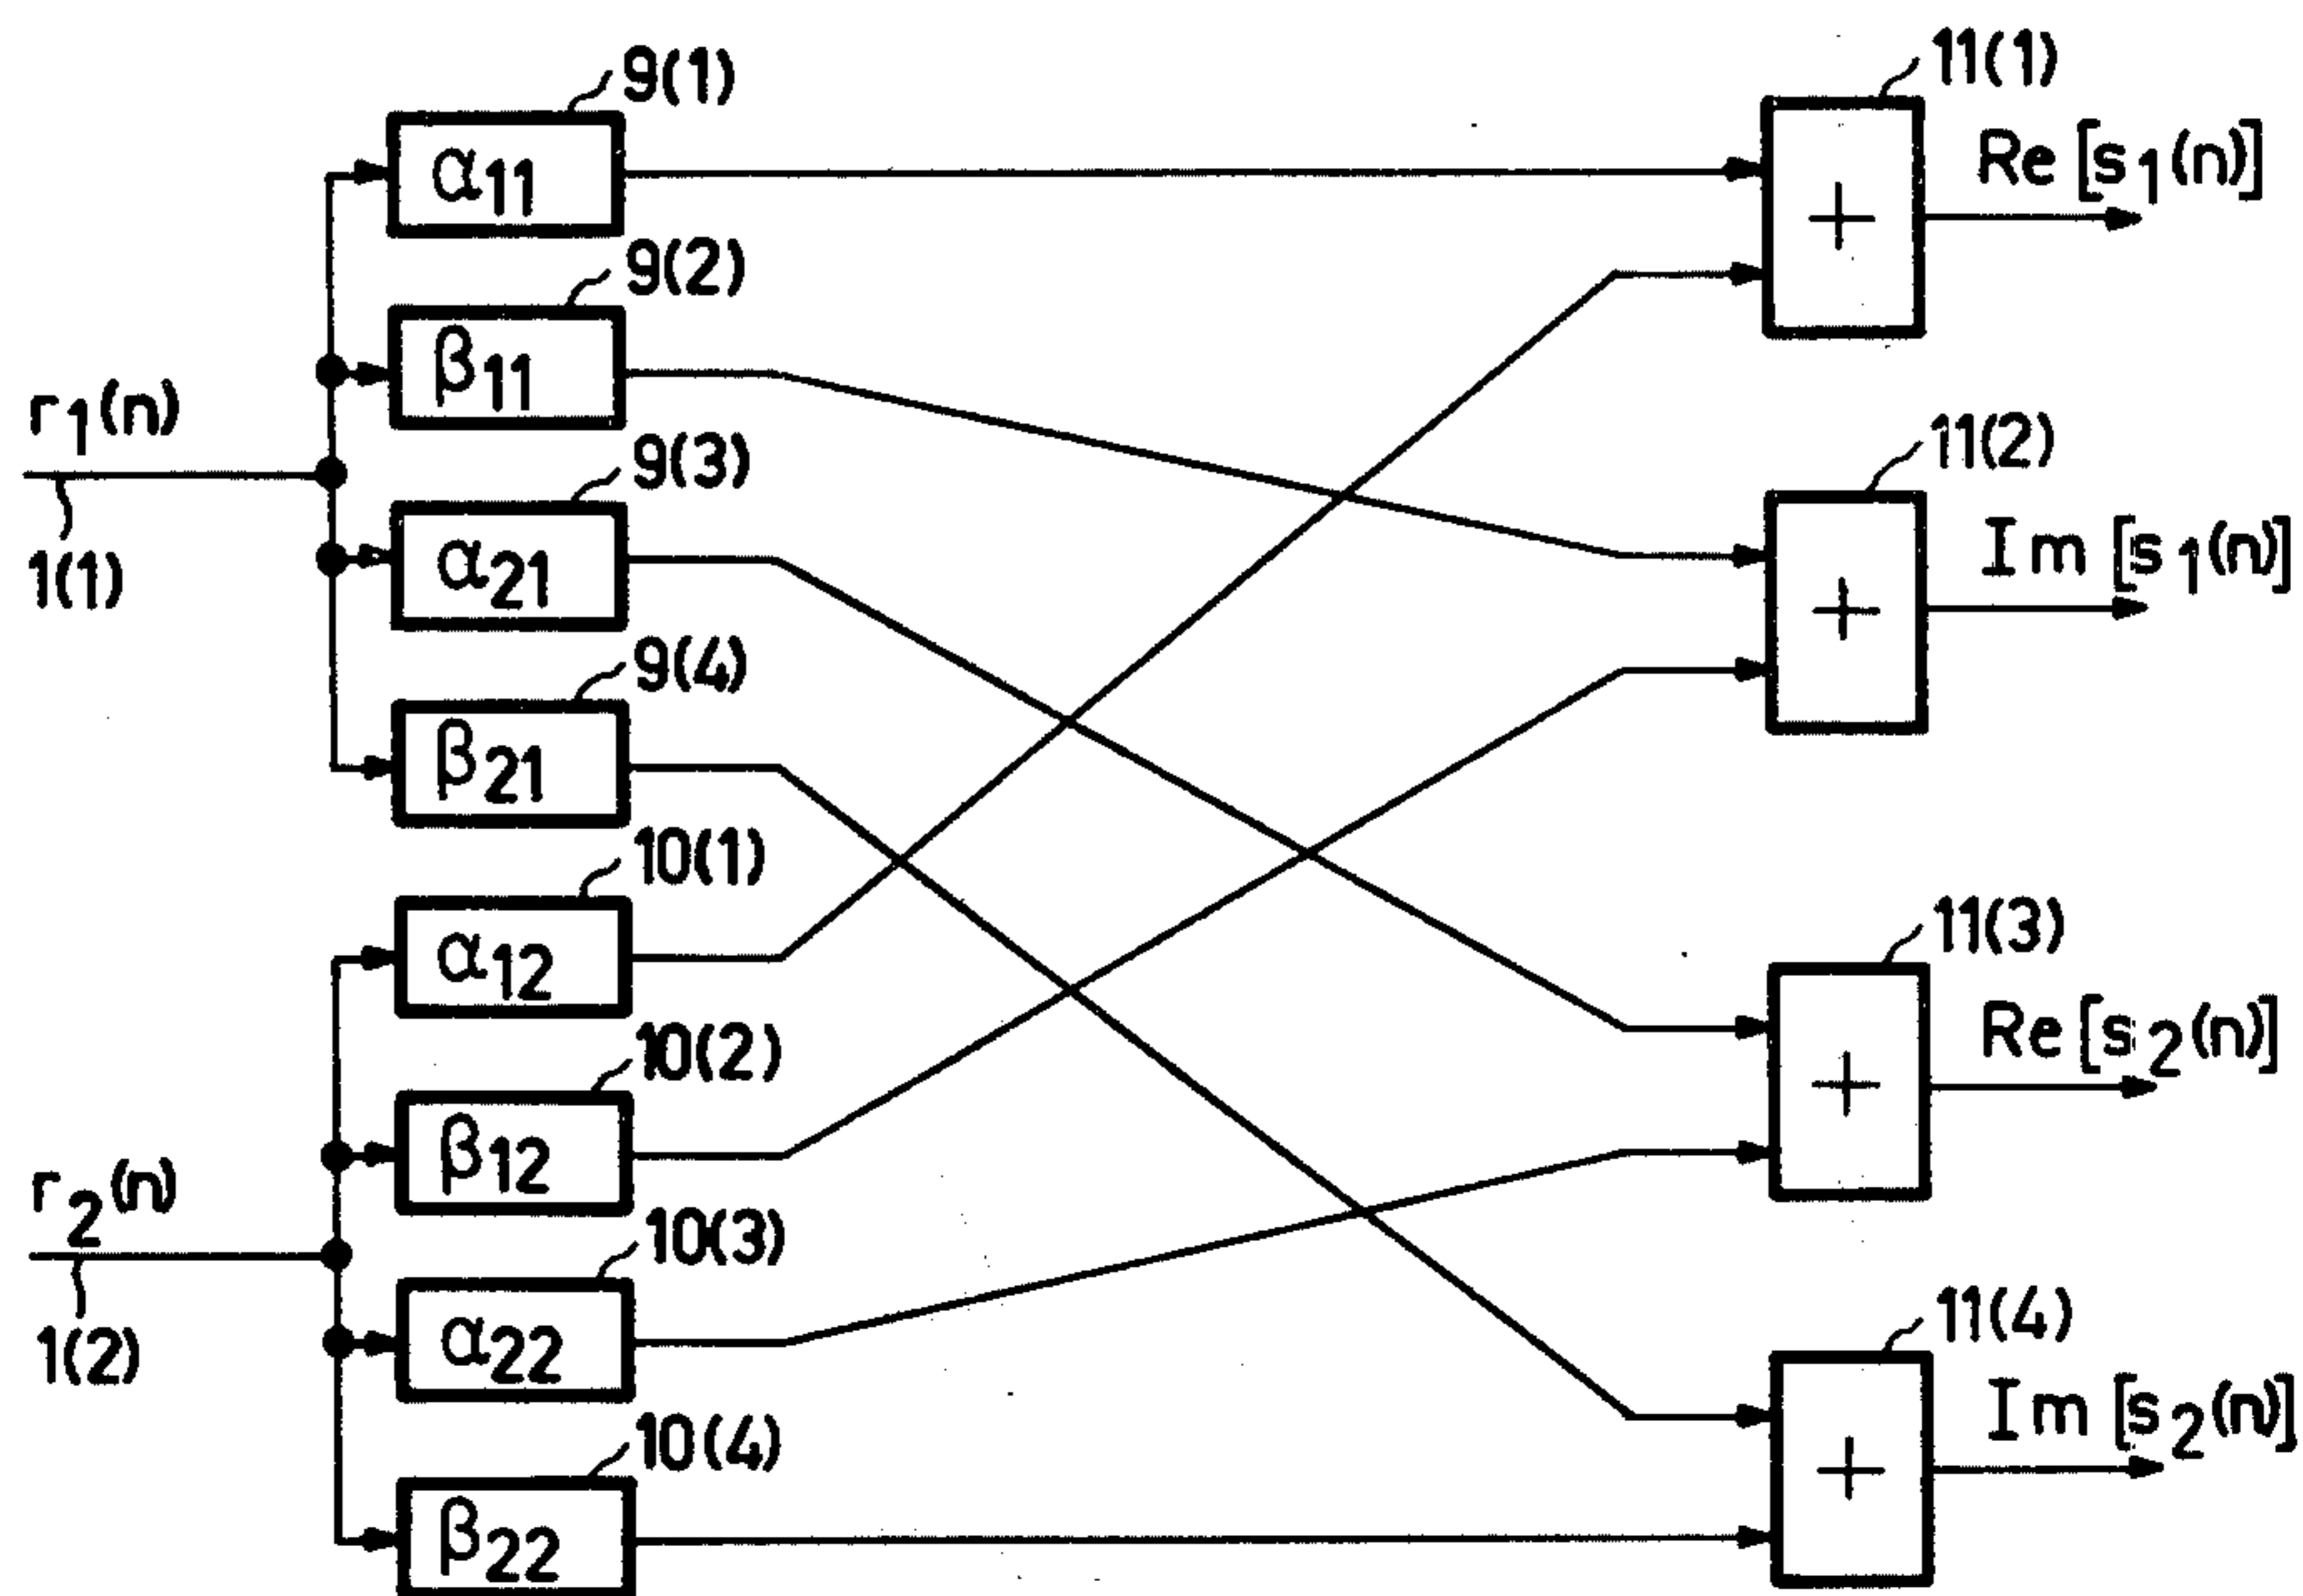 9(1)
α11
9(2)
β11
9(3)
α21
9(4)
β21
r1(n)
1(1)
10(1)
α12
10(2)
β12
10(3)
α22
10(4)
β22
r2(n)
1(2)
11(1)
+
Re [s1(n)]
11(2)
+
Im [s1(n)]
11(3)
+
Re [s2(n)]
11(4)
+
Im [s2(n)]